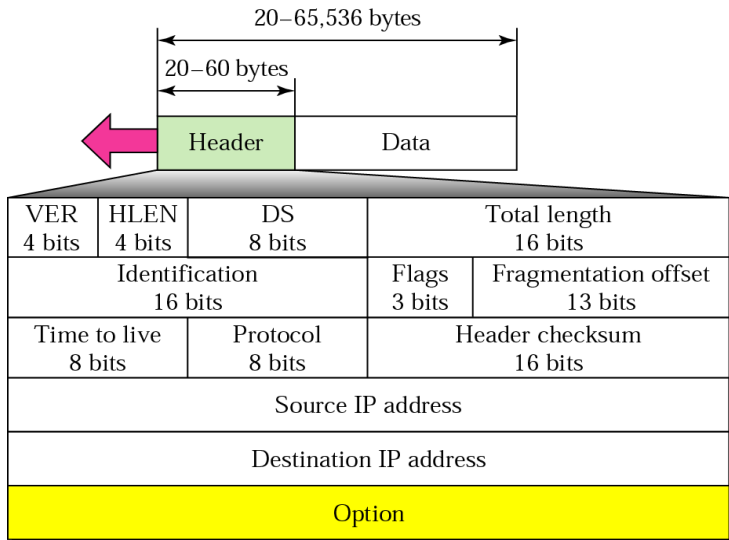 20–65,536 bytes
20–60 bytes
Header
Data
VER
4 bits
HLEN
4 bits
DS
8 bits
Total length
16 bits
Identification
16 bits
Flags
3 bits
Fragmentation offset
13 bits
Time to live
8 bits
Protocol
8 bits
Header checksum
16 bits
Source IP address
Destination IP address
Option